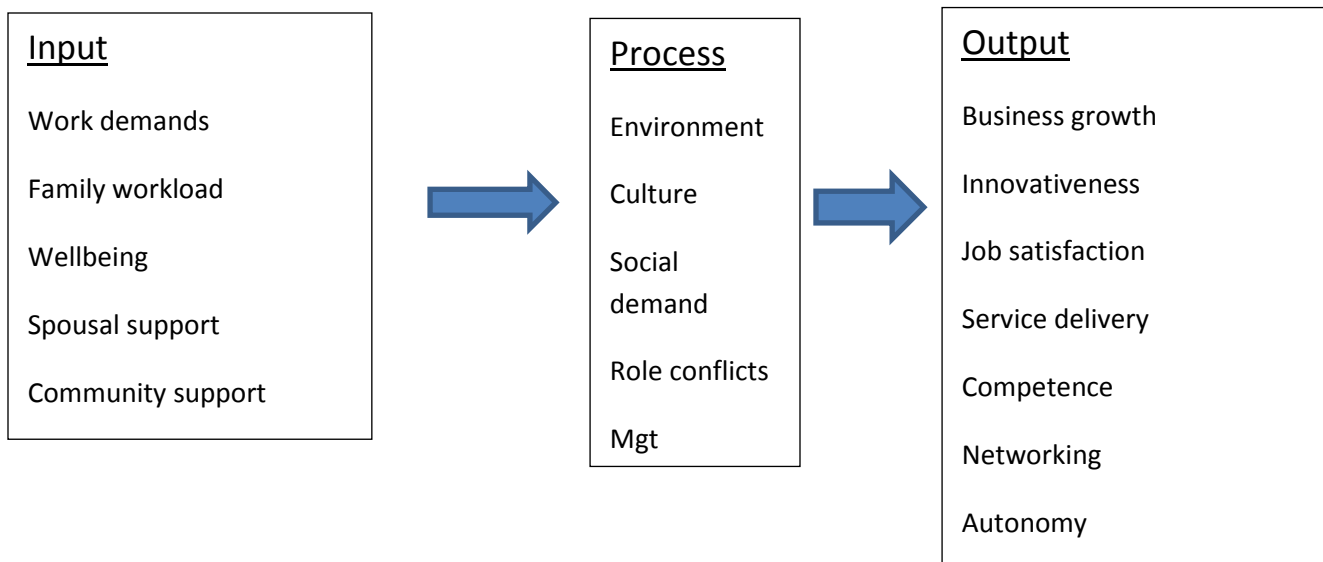 Input
Work demands
Family workload
Wellbeing
Spousal support
Community support
Process
Environment
Culture
Social
demand
Role conflicts
Mgt
Output
Business growth
Innovativeness
Job satisfaction
Service delivery
Competence
Networking
Autonomy